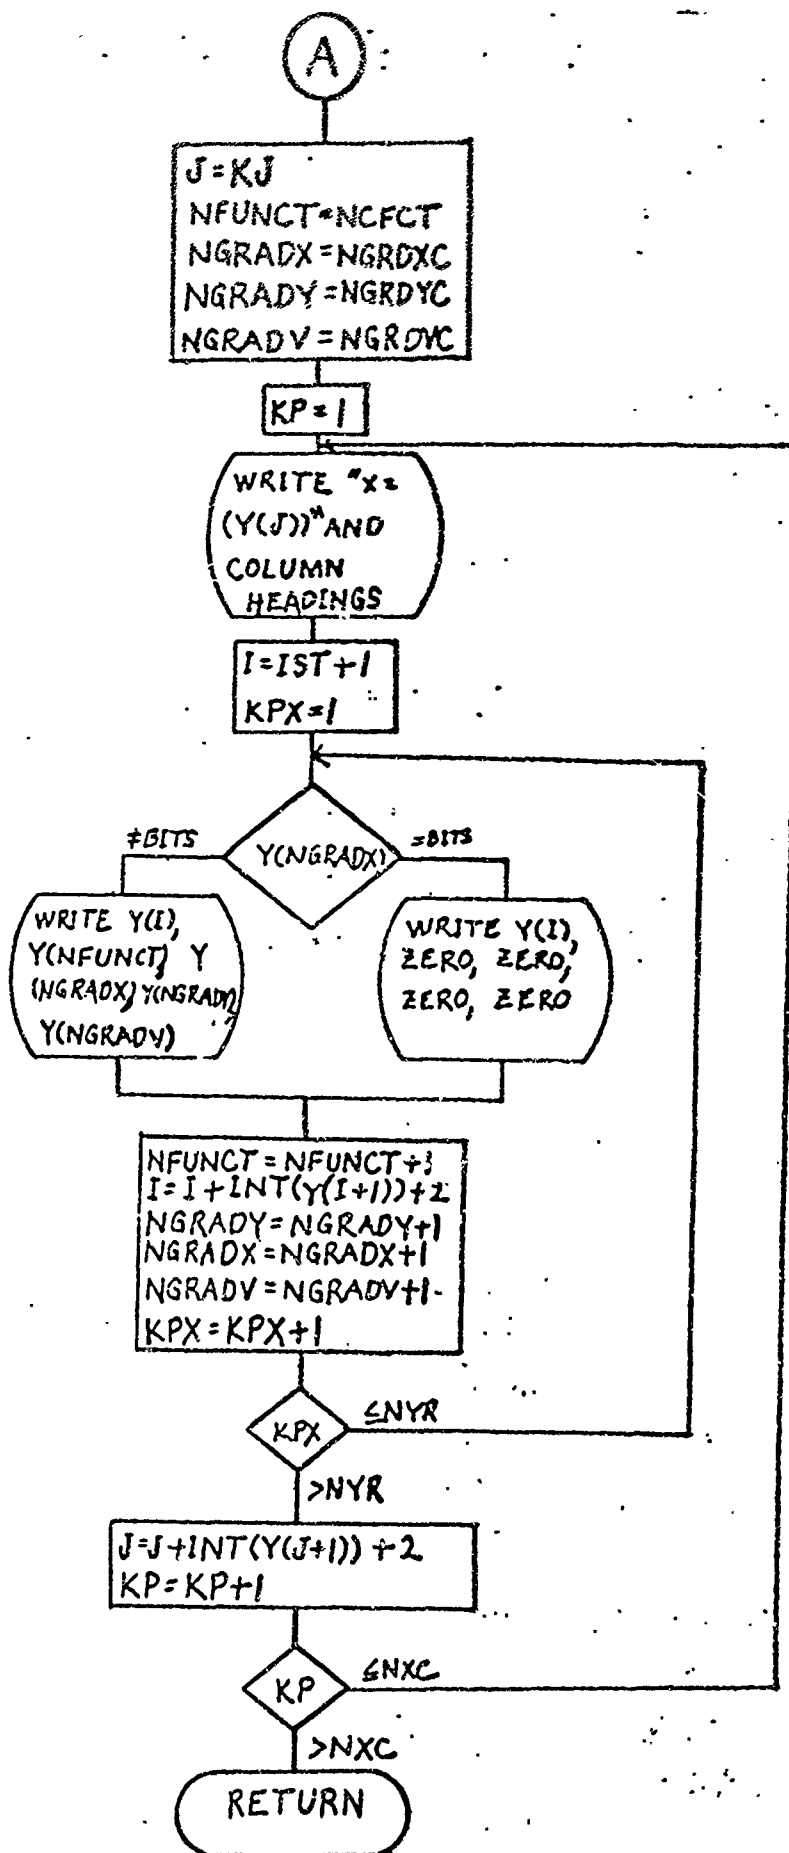 A
J=KJ
NFUNCT=NCFCT
NGRADX=NGRDXC
NGRADY=NGRDYC
NGRADV=NGRDVC
KP=1
WRITE "X=
(Y(J))" AND
COLUMN
HEADINGS
I=IST+1
KPX=1
≠BITS
Y(NGRADX)
=BITS
WRITE Y(I),
Y(NFUNCT), Y
(NGRADX), Y(NGRADY),
Y(NGRADV)
WRITE Y(I),
ZERO, ZERO,
ZERO, ZERO
NFUNCT=NFUNCT+1
I=I+INT(Y(I+1))+2
NGRADY=NGRADY+1
NGRADX=NGRADX+1
NGRADV=NGRADV+1
KPX=KPX+1
KPX
≤NYR
>NYR
J=J+INT(Y(J+1))+2
KP=KP+1
KP
≤NXC
>NXC
RETURN